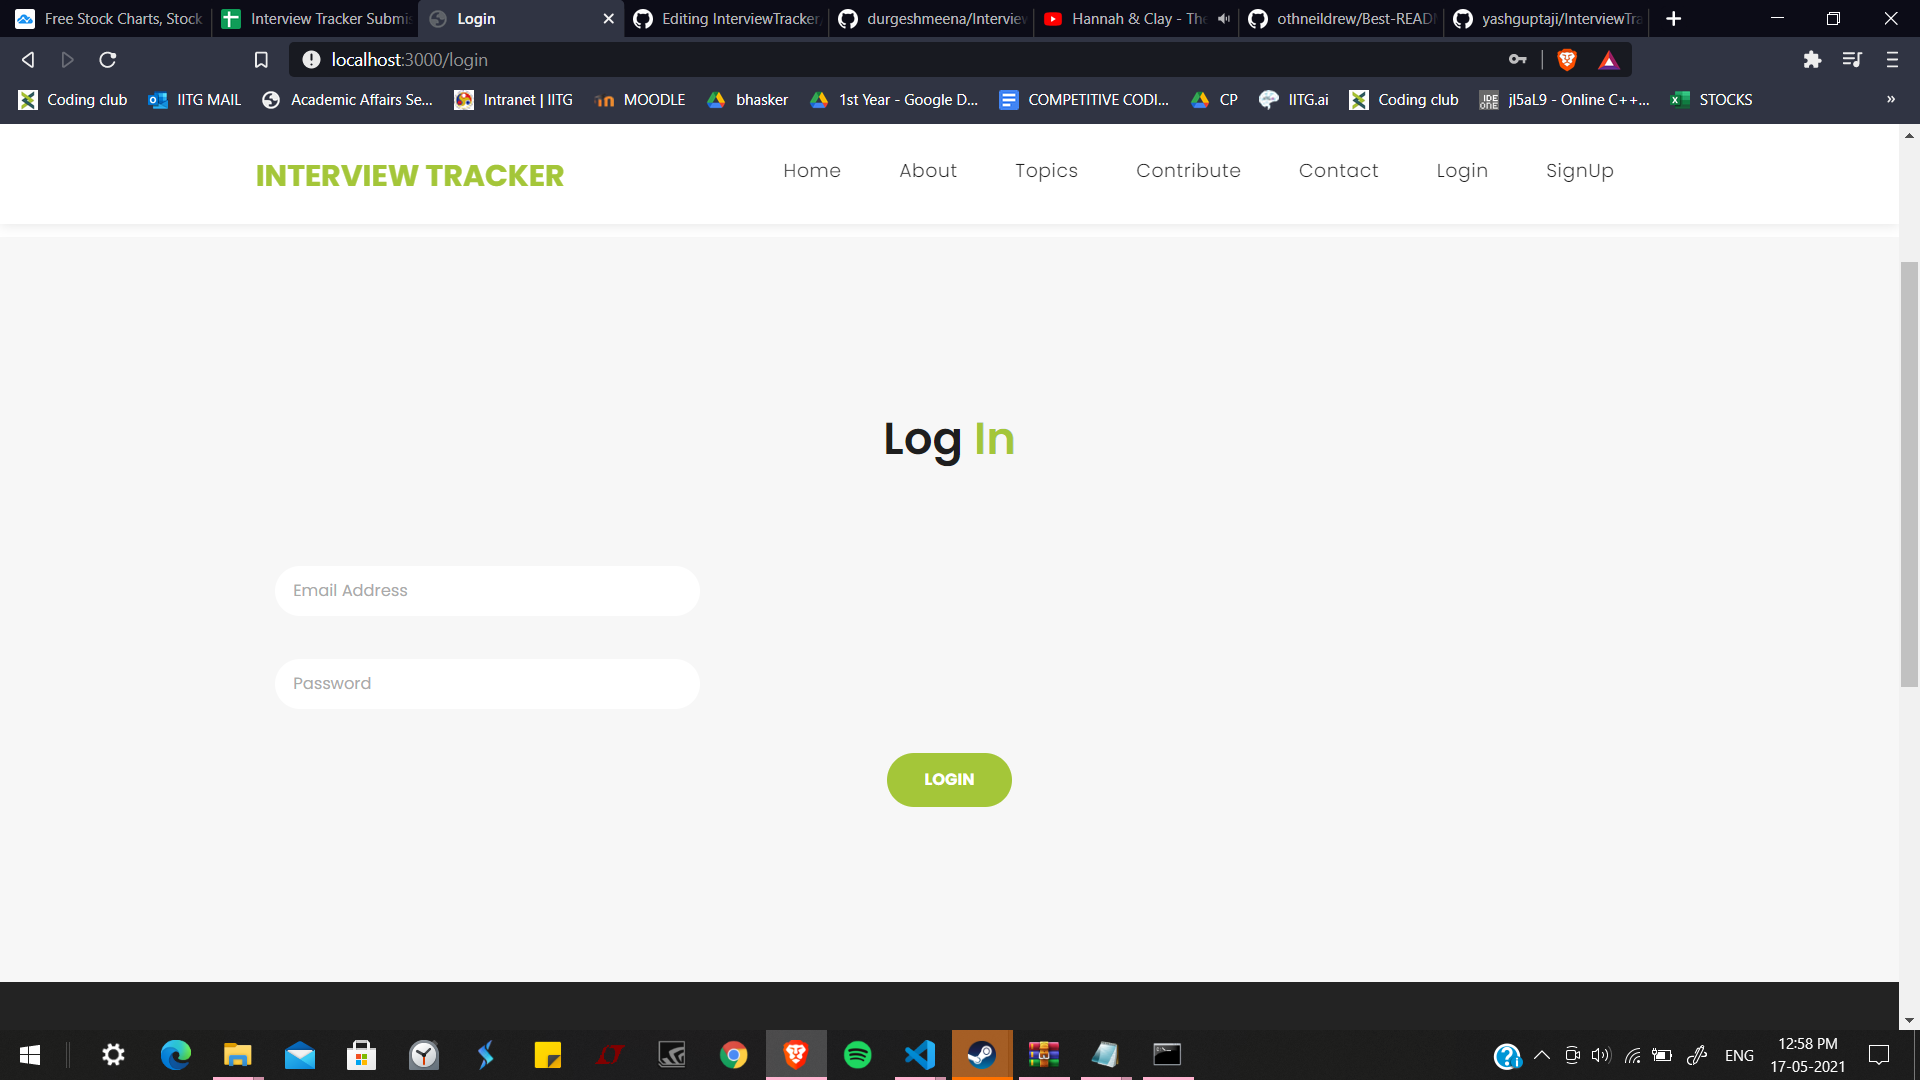 Free Stock Charts, Stock
Interview Tracker Submis
Login
Editing InterviewTracker/
durgeshmeena/Interview
Hannah & Clay - The
othneildrew/Best-READM
yashguptaji/InterviewTra
localhost:3000/login
Coding club
IITG MAIL
Academic Affairs Se...
Intranet | IITG
MOODLE
bhasker
1st Year - Google D...
COMPETITIVE CODI...
CP
IITG.ai
Coding club
jI5aL9 - Online C++...
STOCKS
»
INTERVIEW TRACKER
Home
About
Topics
Contribute
Contact
Login
SignUp
Log In
Email Address
Password
LOGIN
ENG
12:58 PM
17-05-2021